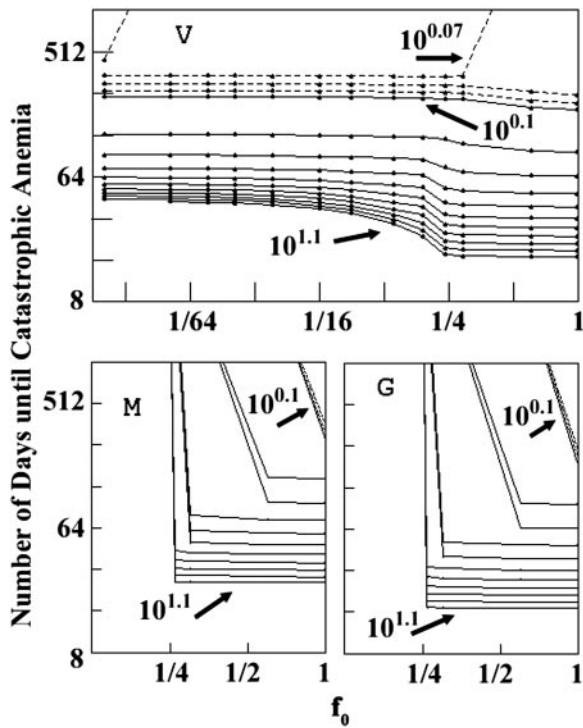 Number of Days until Catastrophic Anemia
V
10^0.07
512
10^0.1
64
10^1.1
8
1/64 1/16 1/4 1
M
G
512
10^0.1
10^0.1
64
10^1.1
10^1.1
8
1/4 1/2 1
1/4 1/2 1
f₀